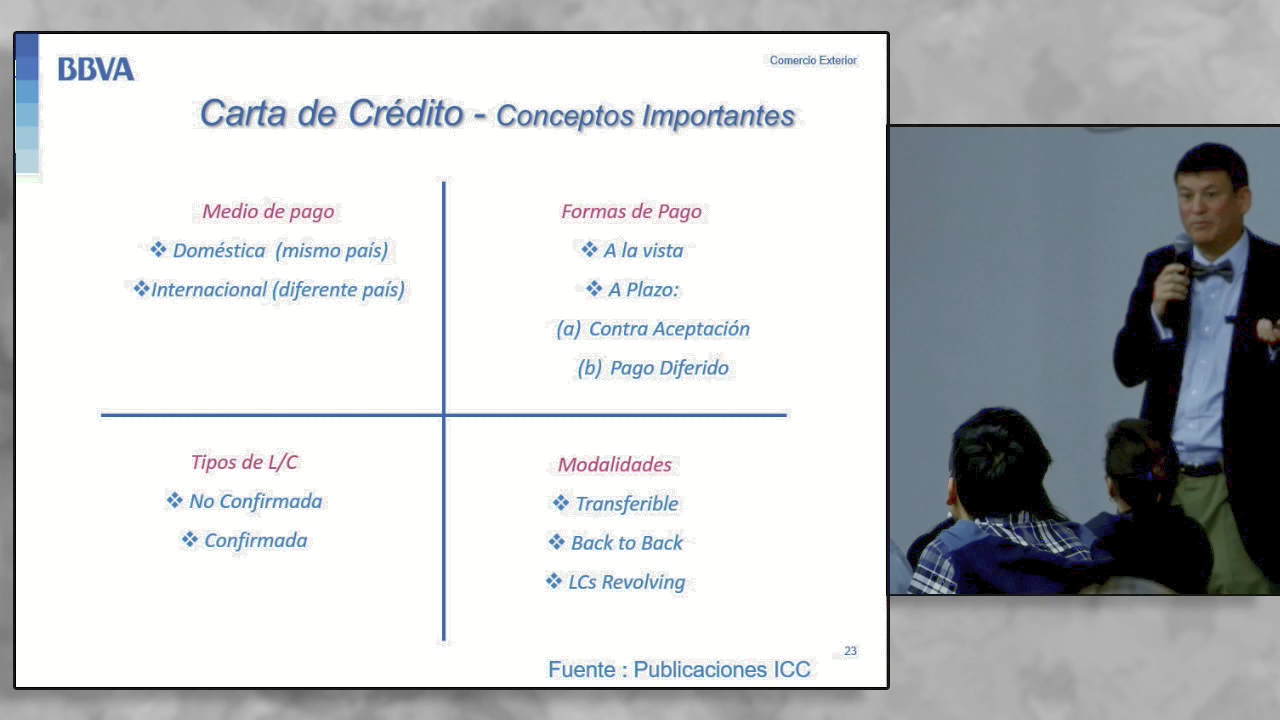 BBVA
Comercio Exterior
Carta de Crédito - Conceptos Importantes
Medio de pago
❖ Doméstica (mismo país)
❖Internacional (diferente país)
Formas de Pago
❖ A la vista
❖ A Plazo:
(a) Contra Aceptación
(b) Pago Diferido
Tipos de L/C
❖ No Confirmada
❖ Confirmada
Modalidades
❖ Transferible
❖ Back to Back
❖ LCs Revolving
23
Fuente : Publicaciones ICC